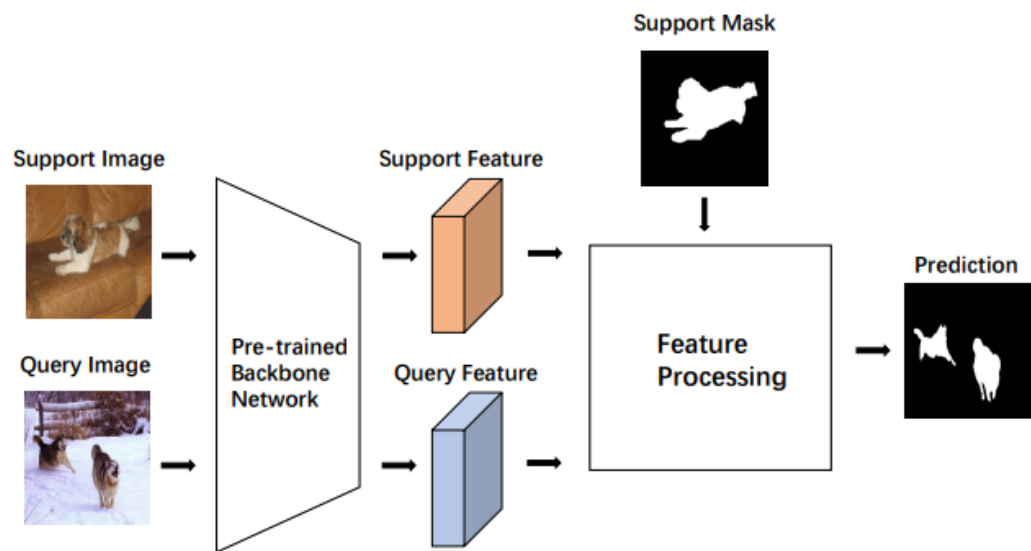 Support Mask
Support Image
Support Feature
Prediction
Query Image
Pre-trained
Backbone
Network
Query Feature
Feature
Processing